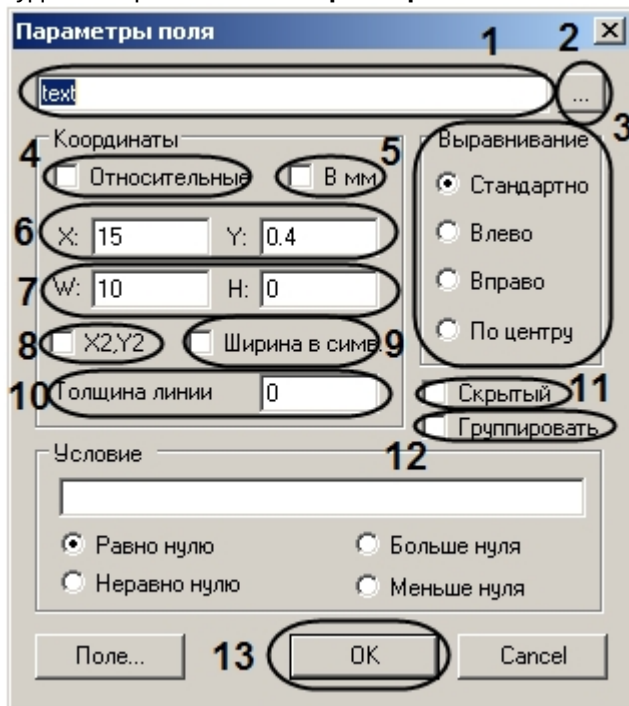 Параметры поля
1 2
text ...
3
Координаты Выравнивание
4 Относительные 5 В мм
Стандартно
6 X: 15 Y: 0.4
Влево
7 W: 10 H: 0
Вправо
8 X2,Y2 Ширина в симв. 9
По центру
10 Толщина линии 0
Скрытый 11
Группировать
Условие 12
Равно нулю Больше нуля
Неравно нулю Меньше нуля
Поле... 13 OK Cancel